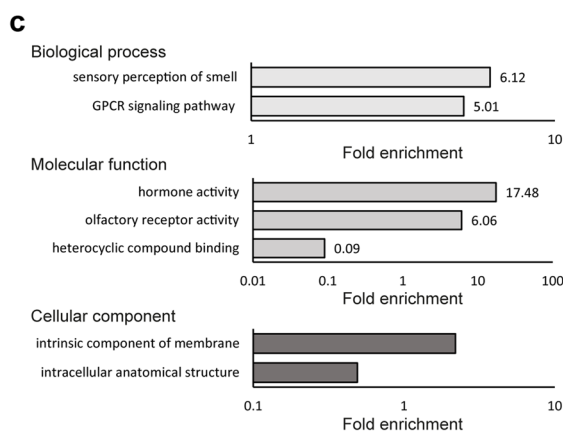 C
Biological process
sensory perception of smell 6.12
GPCR signaling pathway 5.01
1 10
Fold enrichment
Molecular function
hormone activity 17.48
olfactory receptor activity 6.06
heterocyclic compound binding 0.09
0.01 0.1 1 10 100
Fold enrichment
Cellular component
intrinsic component of membrane
intracellular anatomical structure
0.1 1 10
Fold enrichment